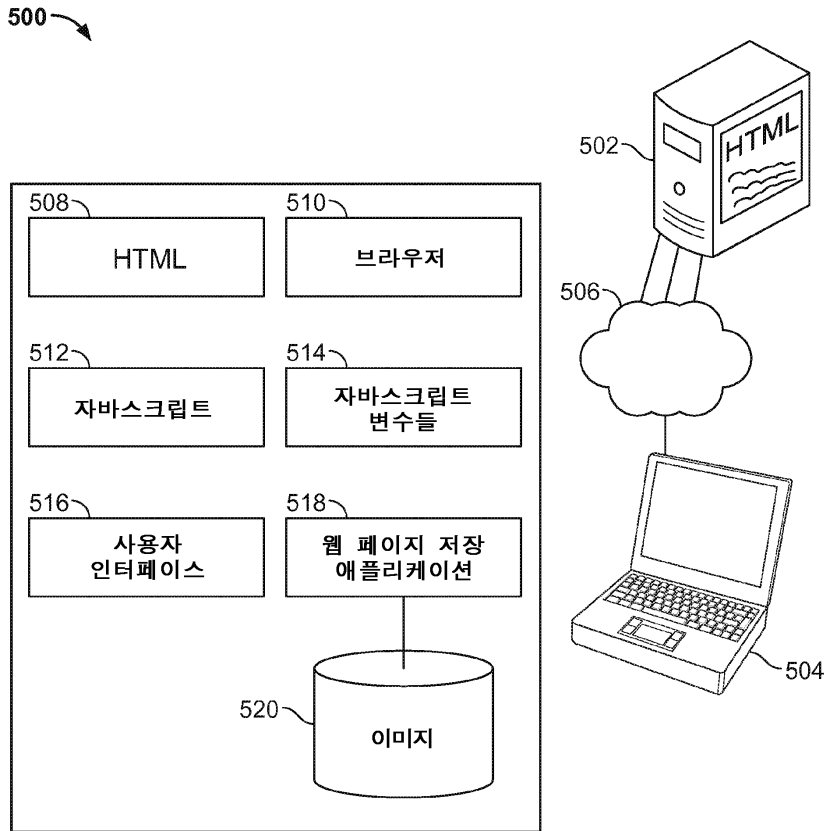 500
502
HTML
508
510
HTML
브라우저
506
512
514
자바스크립트
자바스크립트
변수들
516
518
사용자
인터페이스
웹 페이지 저장
애플리케이션
504
520
이미지